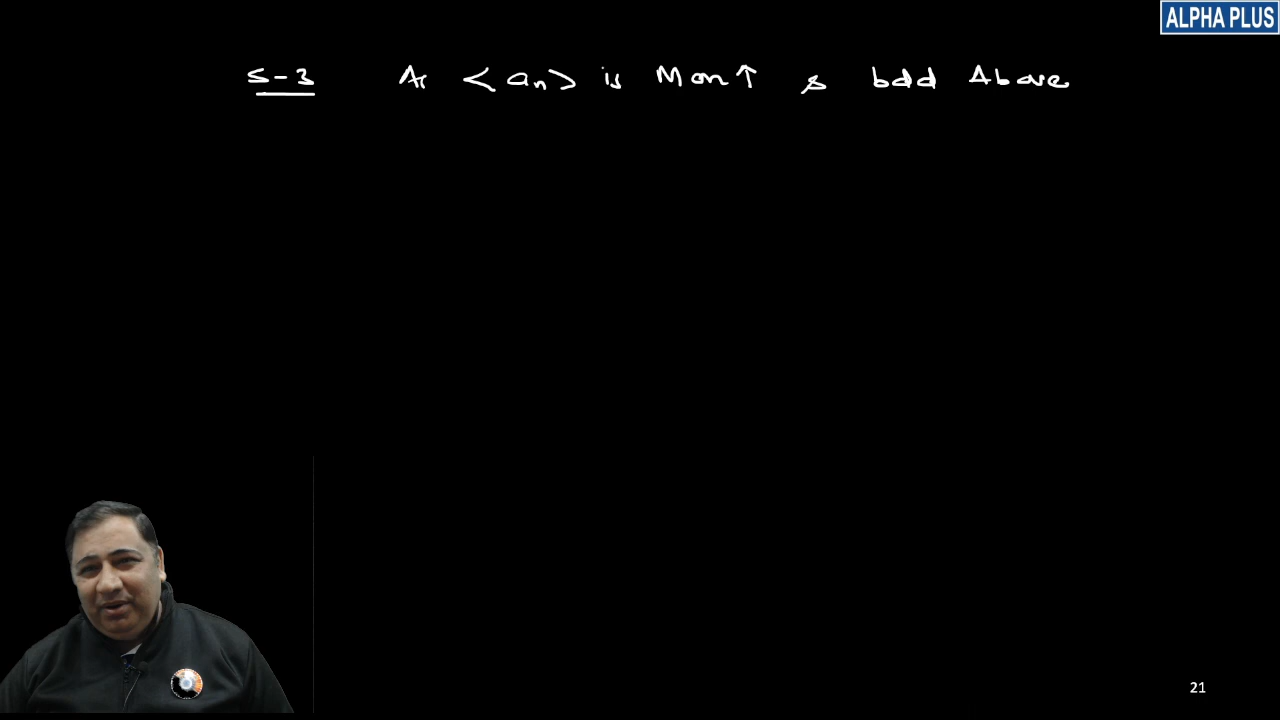 ALPHA PLUS
S-3 As <aₙ> is Mon↑ & bdd Above
21